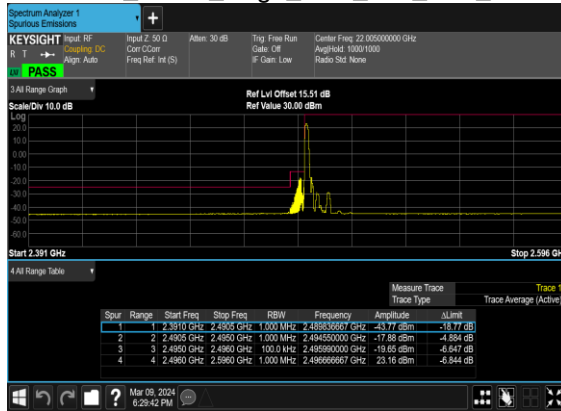 Spectrum Analyzer 1
Spurious Emissions
+
KEYSIGHT Input: RF Input Z: 50 Ω Atten: 30 dB Trig: Free Run Center Freq: 22.005000000 GHz
R T Coupling: DC Corr CCorr Gate: Off Avg|Hold: 1000/1000
Align: Auto Freq Ref: Int (S) IF Gain: Low Radio Std: None
PASS
3 All Range Graph Ref Lvl Offset 15.51 dB
Scale/Div 10.0 dB Ref Value 30.00 dBm
Log
20.0
10.0
0.00
-10.0
-20.0
-30.0
-40.0
-50.0
-60.0
Start 2.391 GHz Stop 2.596 GH
4 All Range Table
Measure Trace Trace 1
Trace Type Trace Average (Active)
Spur Range Start Freq Stop Freq RBW Frequency Amplitude ΔLimit
1 1 2.3910 GHz 2.4905 GHz 1.000 MHz 2.489836667 GHz -43.77 dBm -18.77 dB
2 2 2.4905 GHz 2.4950 GHz 1.000 MHz 2.494550000 GHz -17.88 dBm -4.884 dB
3 3 2.4950 GHz 2.4960 GHz 100.0 kHz 2.495990000 GHz -19.65 dBm -6.647 dB
4 4 2.4960 GHz 2.5960 GHz 1.000 MHz 2.496666667 GHz 23.16 dBm -6.844 dB
? Mar 09, 2024
6:29:42 PM